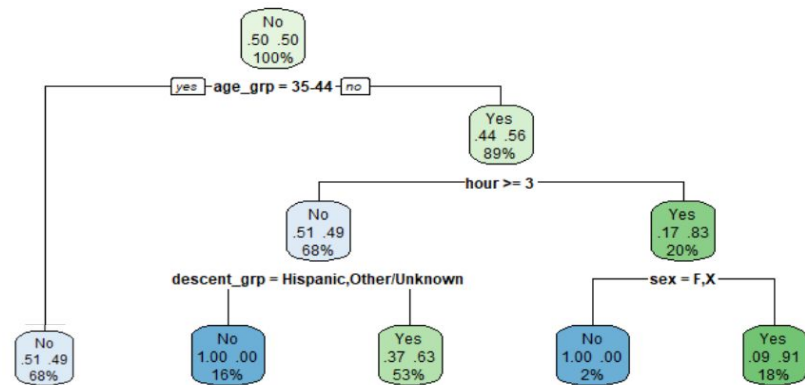 No
.50 .50
100%
yes age_grp = 35-44 no
Yes
.44 .56
89%
hour >= 3
No
.51 .49
68%
Yes
.17 .83
20%
descent_grp = Hispanic,Other/Unknown
sex = F,X
No
.51 .49
68%
No
1.00 .00
16%
Yes
.37 .63
53%
No
1.00 .00
2%
Yes
.09 .91
18%